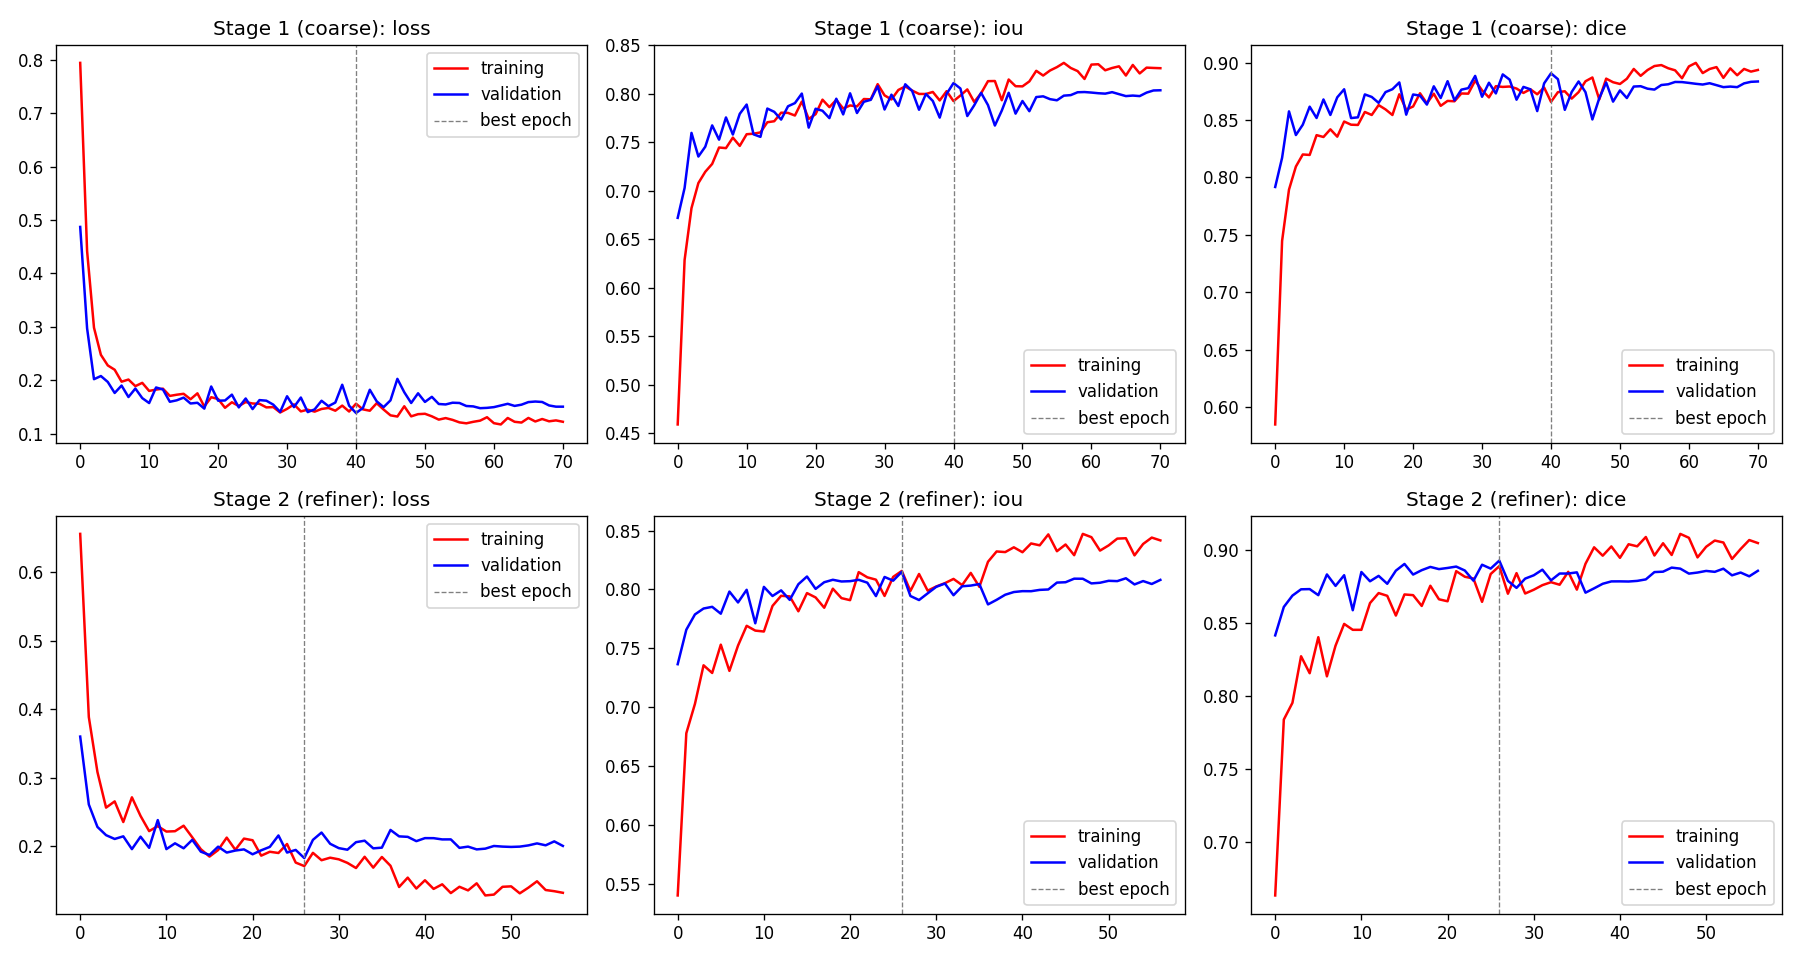 Stage 1 (coarse): loss
0.8
0.7
0.6
0.5
0.4
0.3
0.2
0.1
0 10 20 30 40 50 60 70
training
validation
best epoch
Stage 1 (coarse): iou
0.85
0.80
0.75
0.70
0.65
0.60
0.55
0.50
0.45
0 10 20 30 40 50 60 70
training
validation
best epoch
Stage 1 (coarse): dice
0.90
0.85
0.80
0.75
0.70
0.65
0.60
0 10 20 30 40 50 60 70
training
validation
best epoch
Stage 2 (refiner): loss
0.6
0.5
0.4
0.3
0.2
0 10 20 30 40 50
training
validation
best epoch
Stage 2 (refiner): iou
0.85
0.80
0.75
0.70
0.65
0.60
0.55
0 10 20 30 40 50
training
validation
best epoch
Stage 2 (refiner): dice
0.90
0.85
0.80
0.75
0.70
0 10 20 30 40 50
training
validation
best epoch